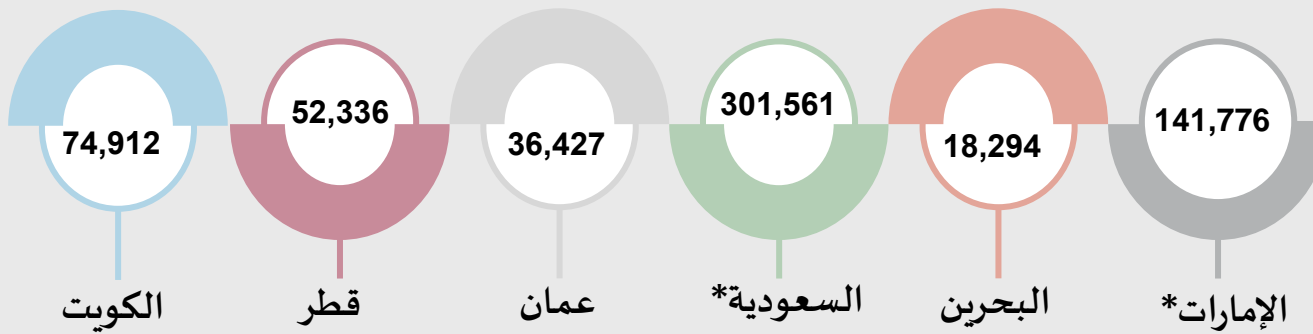 141,776
18,294
301,561
36,427
52,336
74,912
الإمارات*
البحرين
السعودية*
عمان
قطر
الكويت